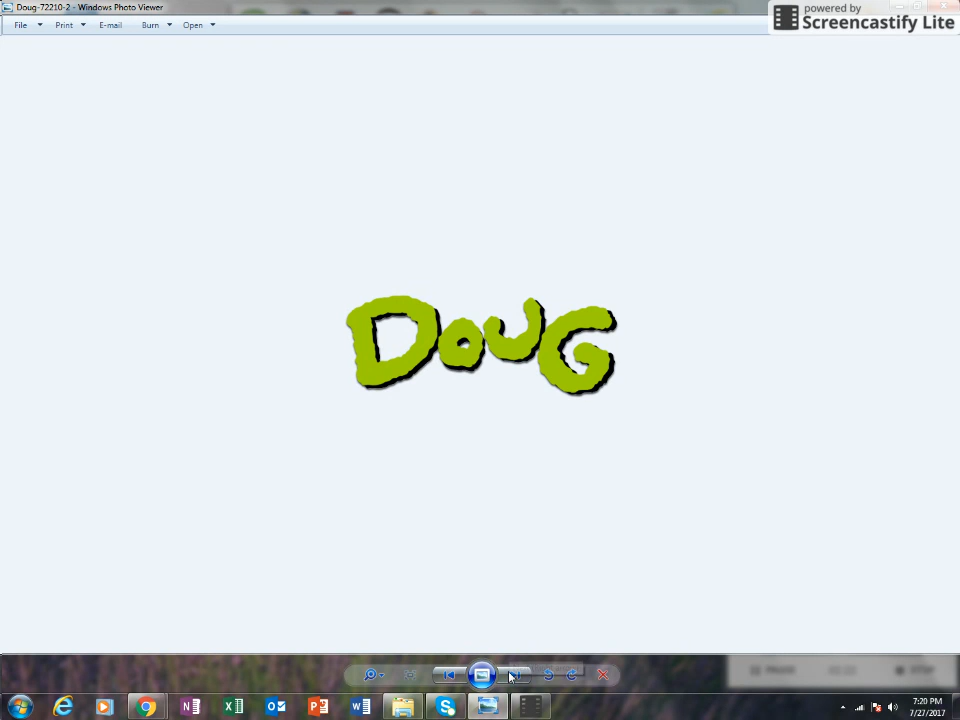 Doug-72210-2 - Windows Photo Viewer
File Print E-mail Burn Open
powered by
Screencastify Lite
DOUG
7:20 PM
7/27/2017